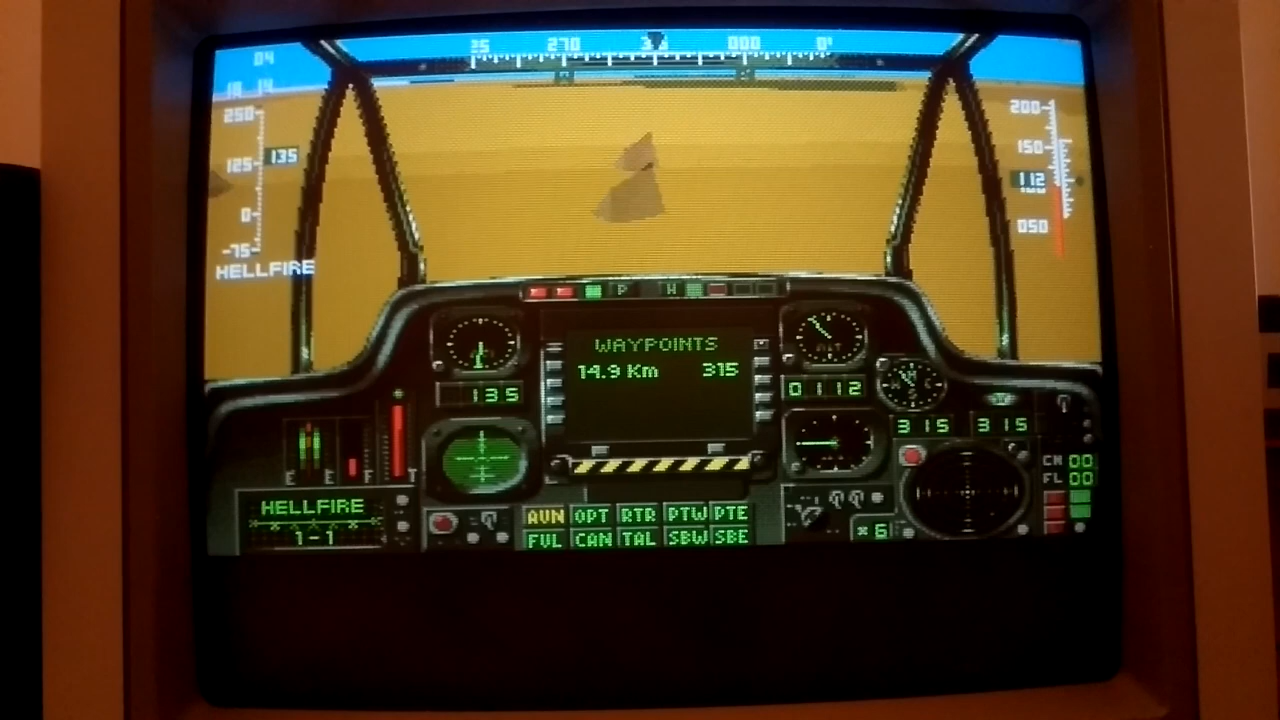 04
25 270 000
250
200
125 135
150
112
0
-75
050
HELLFIRE
P W
WAYPOINTS
14.9 Km 315
135
0112
315 315
E E F T
CH 00
FL 00
HELLFIRE
1-1
AVN OPT RTR PTW PTE
FVL CAN TAL SBW SBE
×6